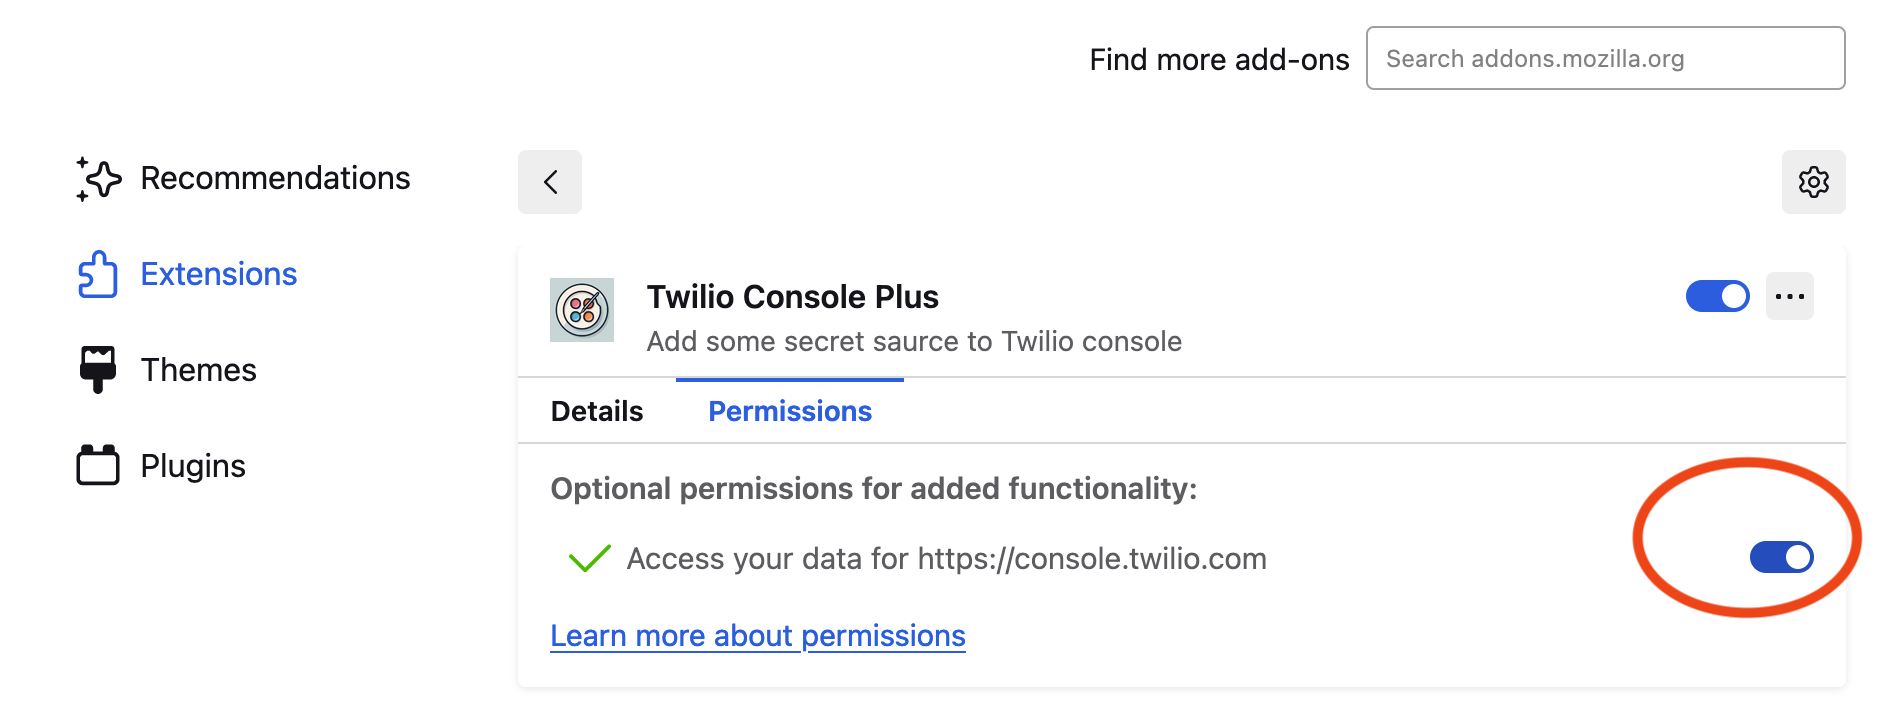 Find more add-ons
Search addons.mozilla.org
Recommendations
Extensions
Themes
Plugins
Twilio Console Plus
Add some secret saurce to Twilio console
Details
Permissions
Optional permissions for added functionality:
Access your data for https://console.twilio.com
Learn more about permissions